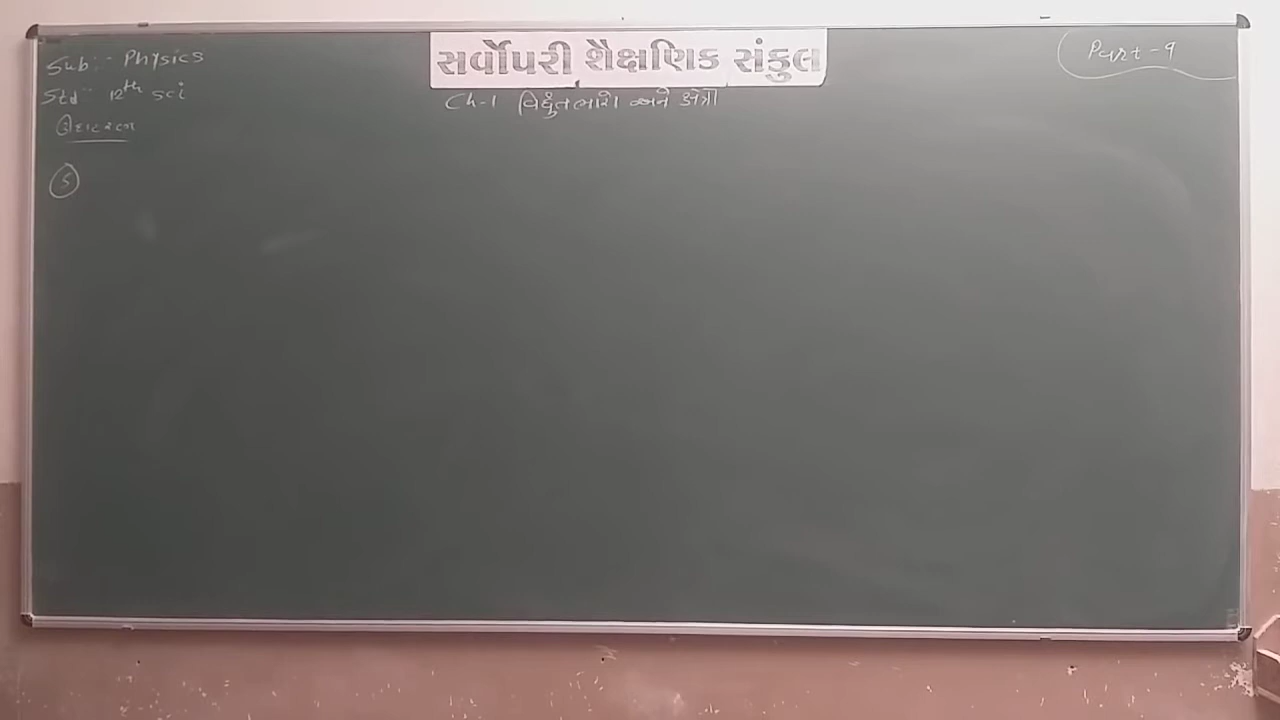 સર્વોપરી શૈક્ષણિક સંકુલ
Sub:- Physics
Part-9
Std:- 12th sci
Ch-1 વિદ્યુતભારો અને ક્ષેત્રો
ઉદાહરણ
5